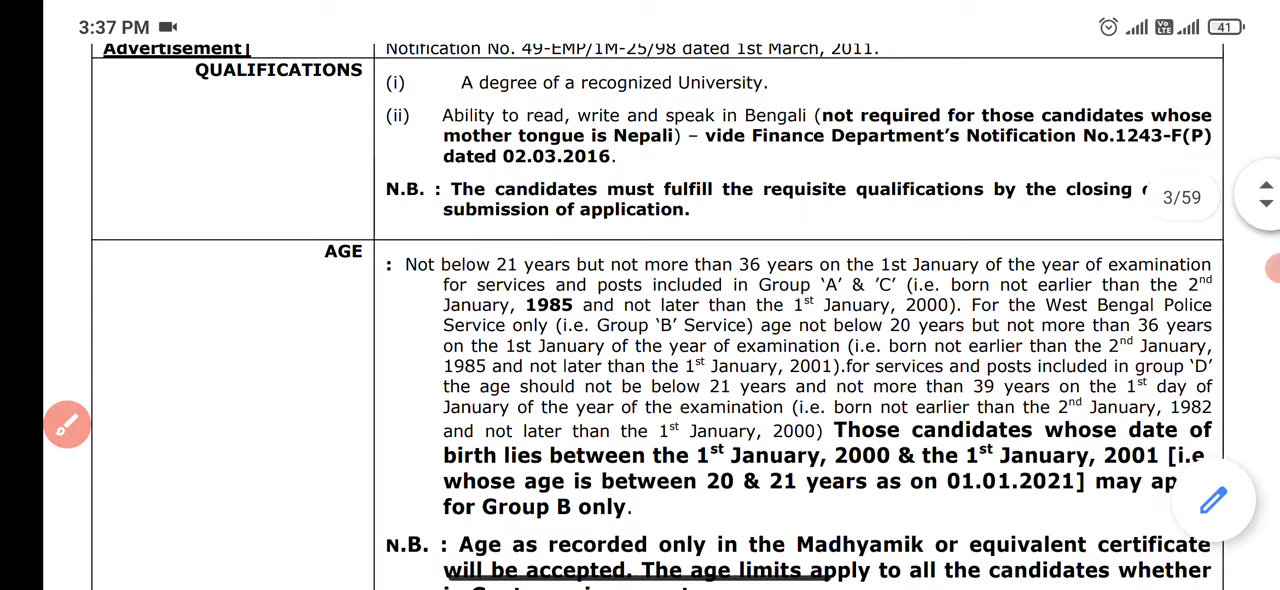 3:37 PM
Vo LTE 41
Advertisement] Notification No. 49-EMP/1M-25/98 dated 1st March, 2011.
QUALIFICATIONS
(i) A degree of a recognized University.
(ii) Ability to read, write and speak in Bengali (not required for those candidates whose
mother tongue is Nepali) – vide Finance Department's Notification No.1243-F(P)
dated 02.03.2016.
N.B. : The candidates must fulfill the requisite qualifications by the closing
submission of application.
3/59
AGE
: Not below 21 years but not more than 36 years on the 1st January of the year of examination
for services and posts included in Group 'A' & 'C' (i.e. born not earlier than the 2nd
January, 1985 and not later than the 1st January, 2000). For the West Bengal Police
Service only (i.e. Group 'B' Service) age not below 20 years but not more than 36 years
on the 1st January of the year of examination (i.e. born not earlier than the 2nd January,
1985 and not later than the 1st January, 2001).for services and posts included in group 'D'
the age should not be below 21 years and not more than 39 years on the 1st day of
January of the year of the examination (i.e. born not earlier than the 2nd January, 1982
and not later than the 1st January, 2000) Those candidates whose date of
birth lies between the 1st January, 2000 & the 1st January, 2001 [i.e
whose age is between 20 & 21 years as on 01.01.2021] may ap
for Group B only.
N.B. : Age as recorded only in the Madhyamik or equivalent certificate
will be accepted. The age limits apply to all the candidates whether